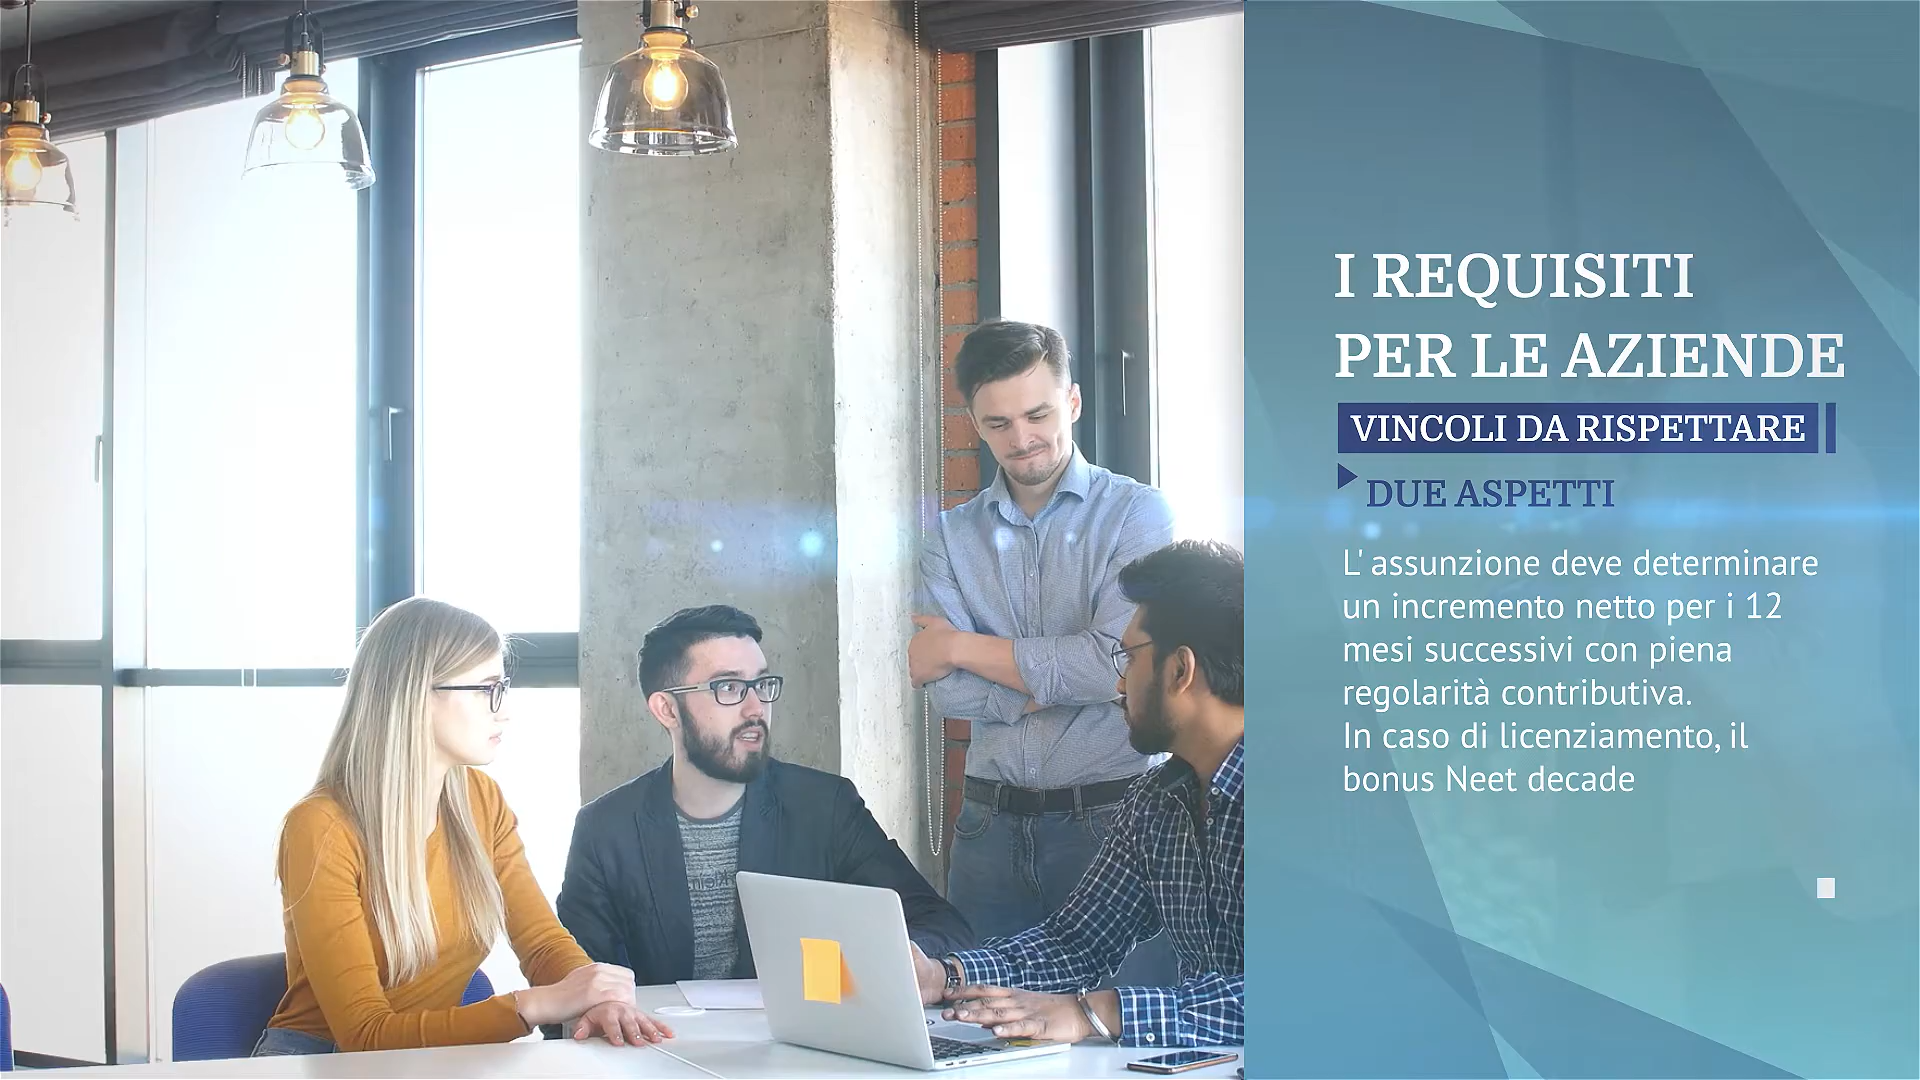 I REQUISITI
PER LE AZIENDE
VINCOLI DA RISPETTARE
DUE ASPETTI
L' assunzione deve determinare
un incremento netto per i 12
mesi successivi con piena
regolarità contributiva.
In caso di licenziamento, il
bonus Neet decade